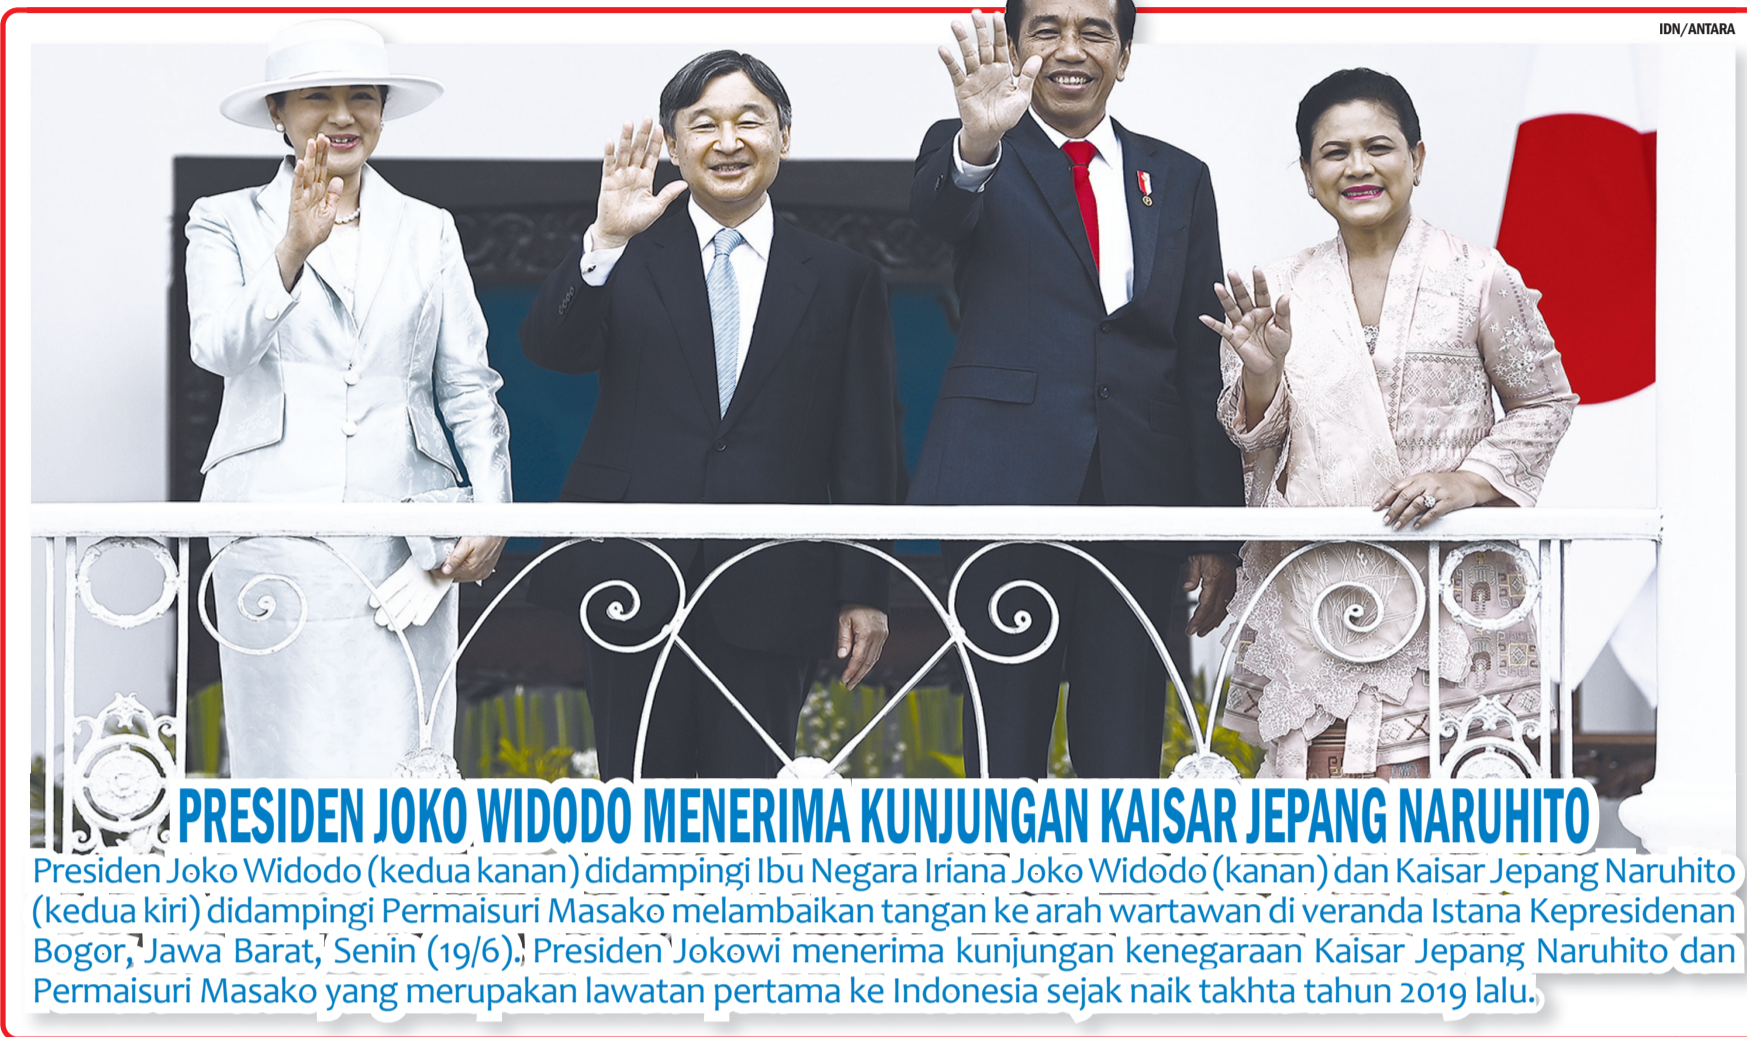 IDN/ANTARA
PRESIDEN JOKO WIDODO MENERIMA KUNJUNGAN KAISAR JEPANG NARUHITO
Presiden Joko Widodo (kedua kanan) didampingi Ibu Negara Iriana Joko Widodo (kanan) dan Kaisar Jepang Naruhito
(kedua kiri) didampingi Permaisuri Masako melambaikan tangan ke arah wartawan di veranda Istana Kepresidenan
Bogor, Jawa Barat, Senin (19/6). Presiden Jokowi menerima kunjungan kenegaraan Kaisar Jepang Naruhito dan
Permaisuri Masako yang merupakan lawatan pertama ke Indonesia sejak naik takhta tahun 2019 lalu.